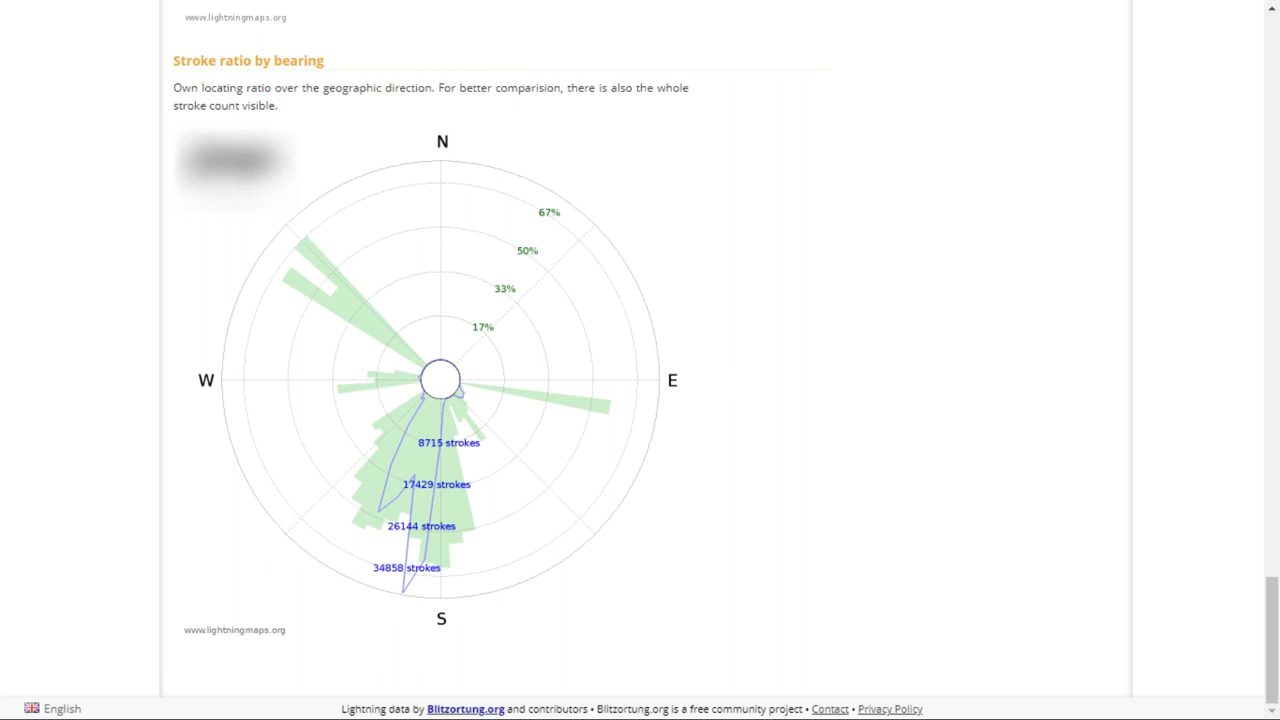 www.lightningmaps.org
Stroke ratio by bearing
Own locating ratio over the geographic direction. For better comparision, there is also the whole
stroke count visible.
N
67%
50%
33%
17%
W
E
8715 strokes
17429 strokes
26144 strokes
34858 strokes
S
www.lightningmaps.org
English
Lightning data by Blitzortung.org and contributors • Blitzortung.org is a free community project • Contact • Privacy Policy